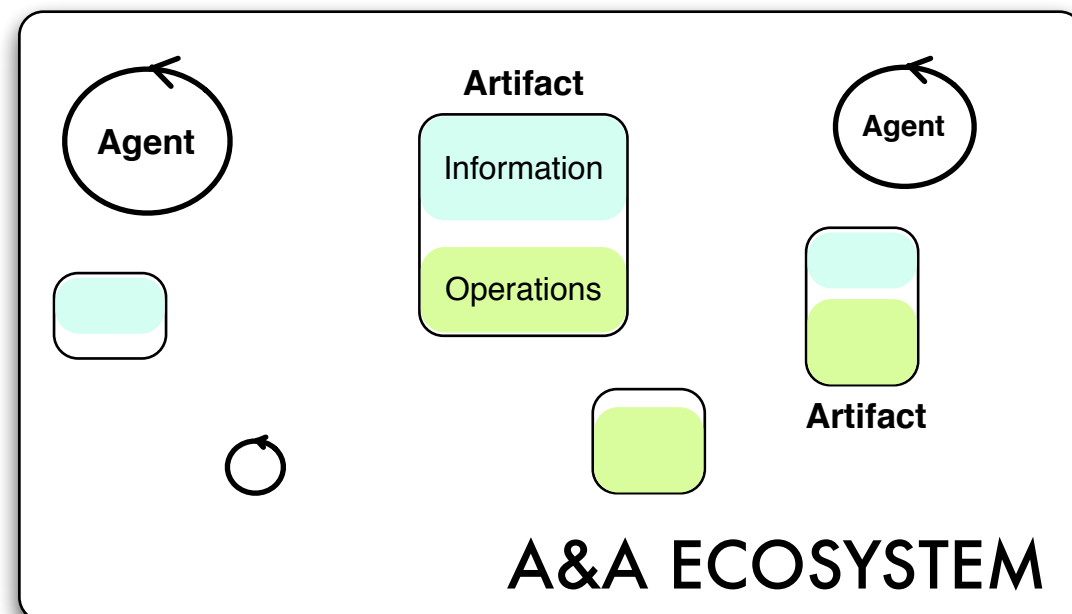 Artifact
Agent
Agent
Information
Operations
Artifact
A&A ECOSYSTEM